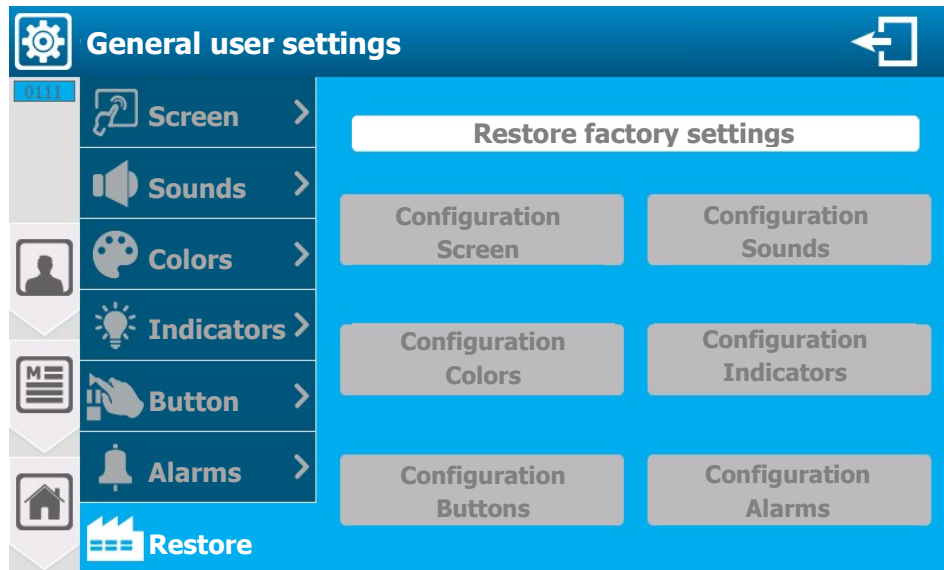 General user settings
0111
Screen
Sounds
Colors
Indicators
Button
Alarms
Restore
M
Restore factory settings
Configuration
Screen
Configuration
Sounds
Configuration
Colors
Configuration
Indicators
Configuration
Buttons
Configuration
Alarms